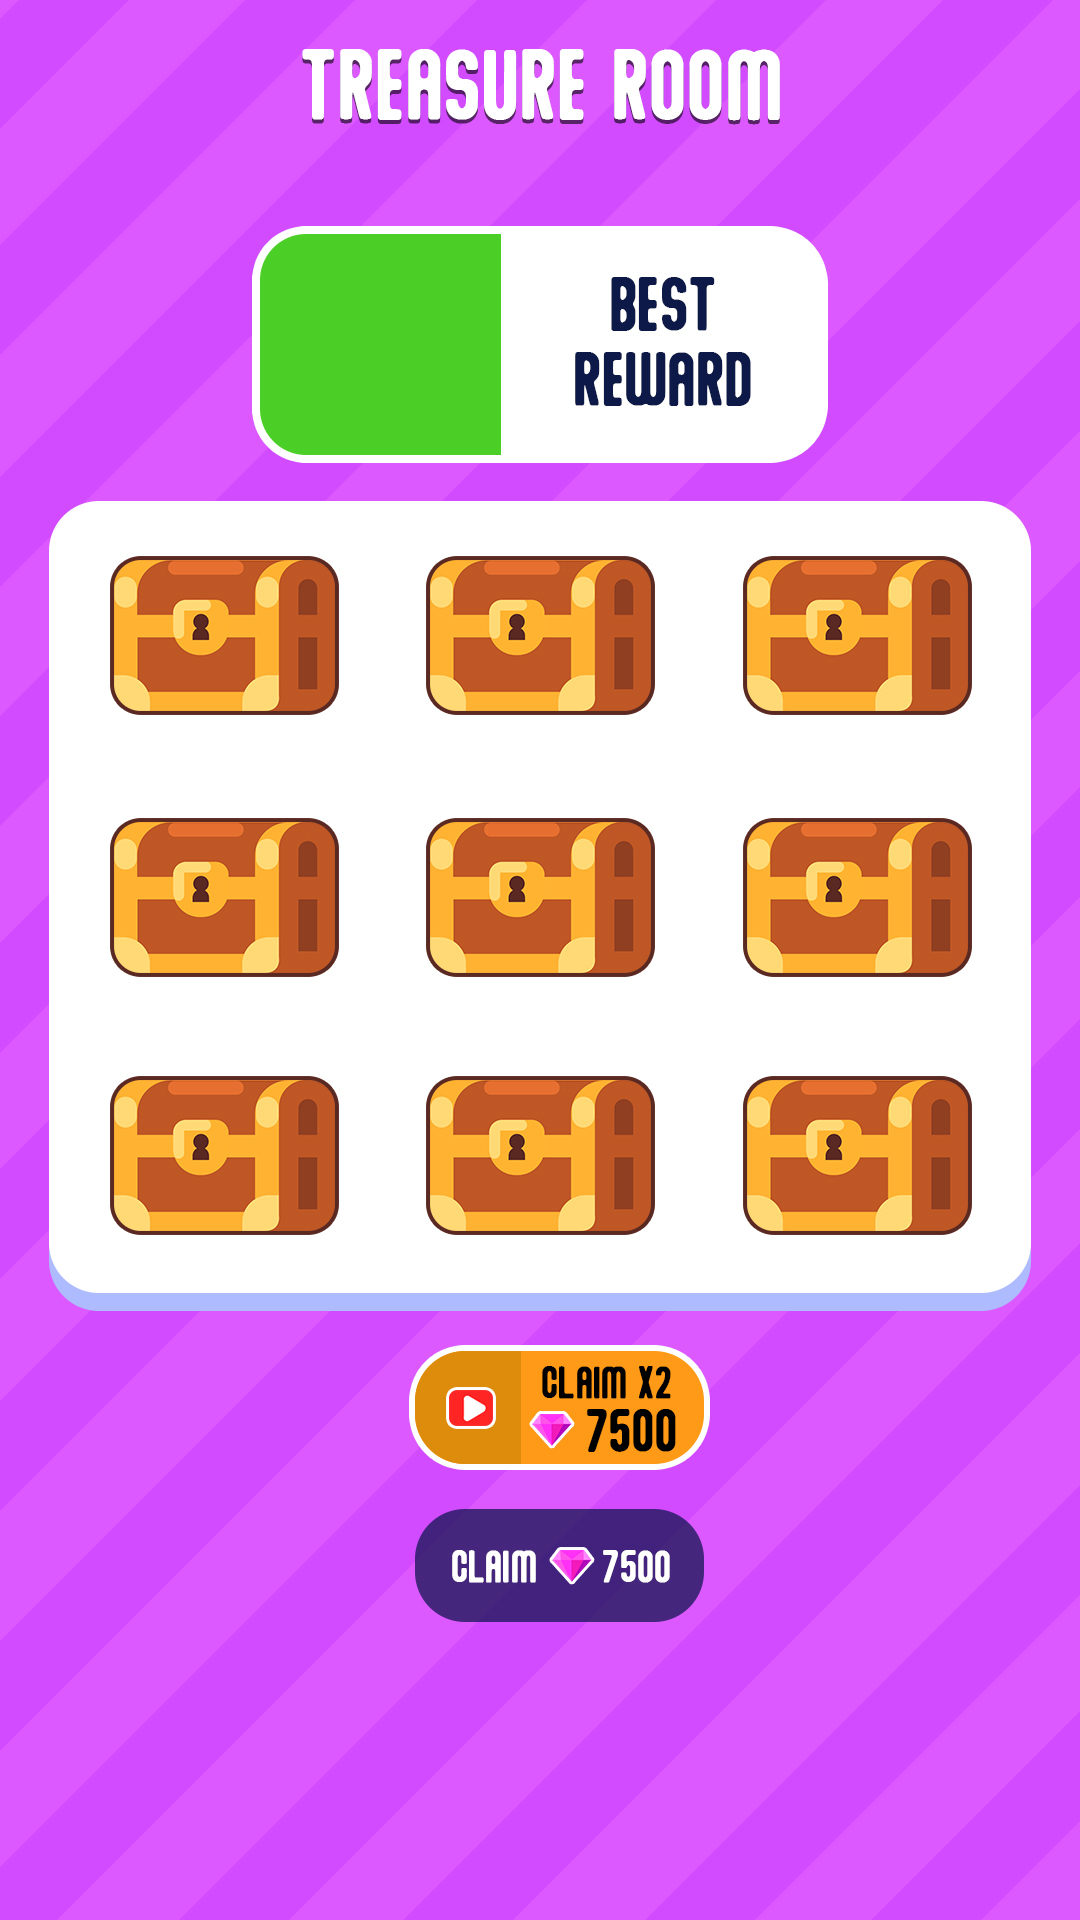 TREASURE ROOM
BEST
REWARD
CLAIM X2
7500
CLAIM 7500